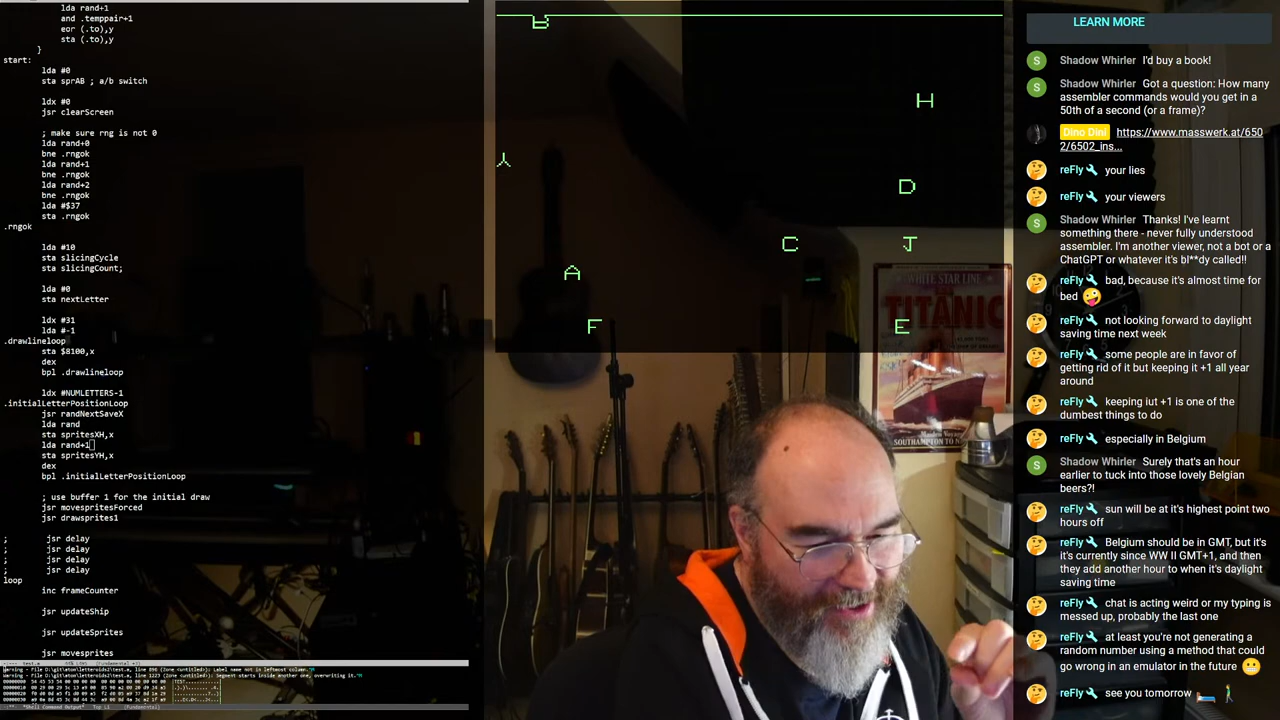 lda rand+1
and .temppair+1
eor (.to),y
sta (.to),y
}
start:
lda #0
sta sprAB ; a/b switch
ldx #0
jsr clearScreen
; make sure rng is not 0
lda rand+0
bne .rngok
lda rand+1
bne .rngok
lda rand+2
bne .rngok
lda #$37
sta .rngok
.rngok
lda #10
sta slicingCycle
sta slicingCount;
lda #0
sta nextLetter
ldx #31
lda #-1
.drawlineloop
sta $8100,x
dex
bpl .drawlineloop
ldx #NUMLETTERS-1
.initialLetterPositionLoop
jsr randNextSaveX
lda rand
sta spritesXH,x
lda rand+1
sta spritesYH,x
dex
bpl .initialLetterPositionLoop
; use buffer 1 for the initial draw
jsr movespritesForced
jsr drawsprites1
; jsr delay
; jsr delay
; jsr delay
; jsr delay
loop
inc frameCounter
jsr updateShip
jsr updateSprites
jsr movesprites
B
H
D
C
J
A
F
E
WHITE STAR LINE
TITANIC
SOUTHAMPTON TO N
LEARN MORE
S Shadow Whirler I'd buy a book!
S Shadow Whirler Got a question: How many
assembler commands would you get in a
50th of a second (or a frame)?
Dino Dini https://www.masswerk.at/650
2/6502_ins...
reFly your lies
reFly your viewers
S Shadow Whirler Thanks! I've learnt
something there - never fully understood
assembler. I'm another viewer, not a bot or a
ChatGPT or whatever it's bl**dy called!!
reFly bad, because it's almost time for
bed
reFly not looking forward to daylight
saving time next week
reFly some people are in favor of
getting rid of it but keeping it +1 all year
around
reFly keeping iut +1 is one of the
dumbest things to do
reFly especially in Belgium
S Shadow Whirler Surely that's an hour
earlier to tuck into those lovely Belgian
beers?!
reFly sun will be at it's highest point two
hours off
reFly Belgium should be in GMT, but it's
it's currently since WW II GMT+1, and then
they add another hour to when it's daylight
saving time
reFly chat is acting weird or my typing is
messed up, probably the last one
reFly at least you're not generating a
random number using a method that could
go wrong in an emulator in the future
reFly see you tomorrow